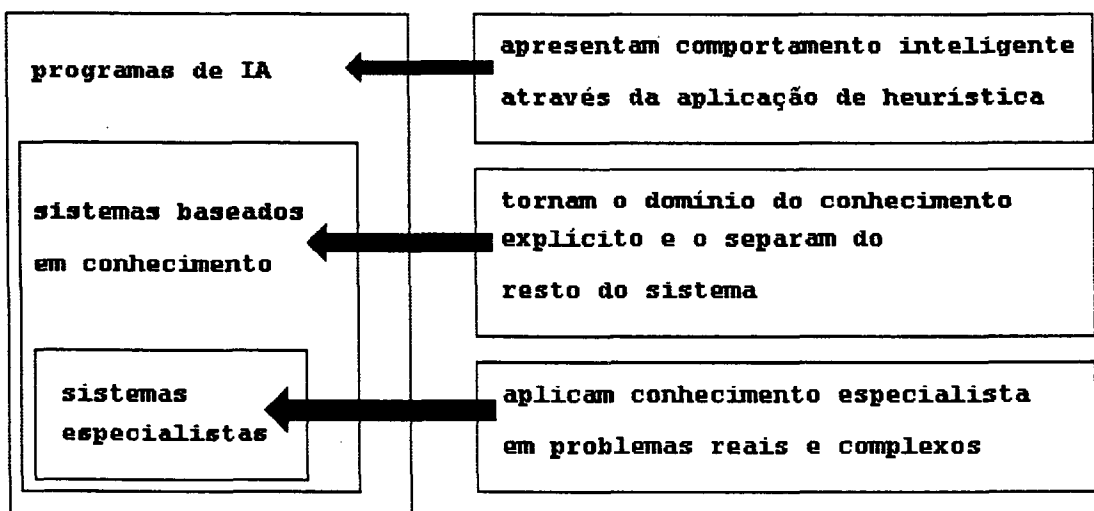 programas de IA
apresentam comportamento inteligente
através da aplicação de heurística
sistemas baseados
em conhecimento
tornam o domínio do conhecimento
explícito e o separam do
resto do sistema
sistemas
especialistas
aplicam conhecimento especialista
em problemas reais e complexos